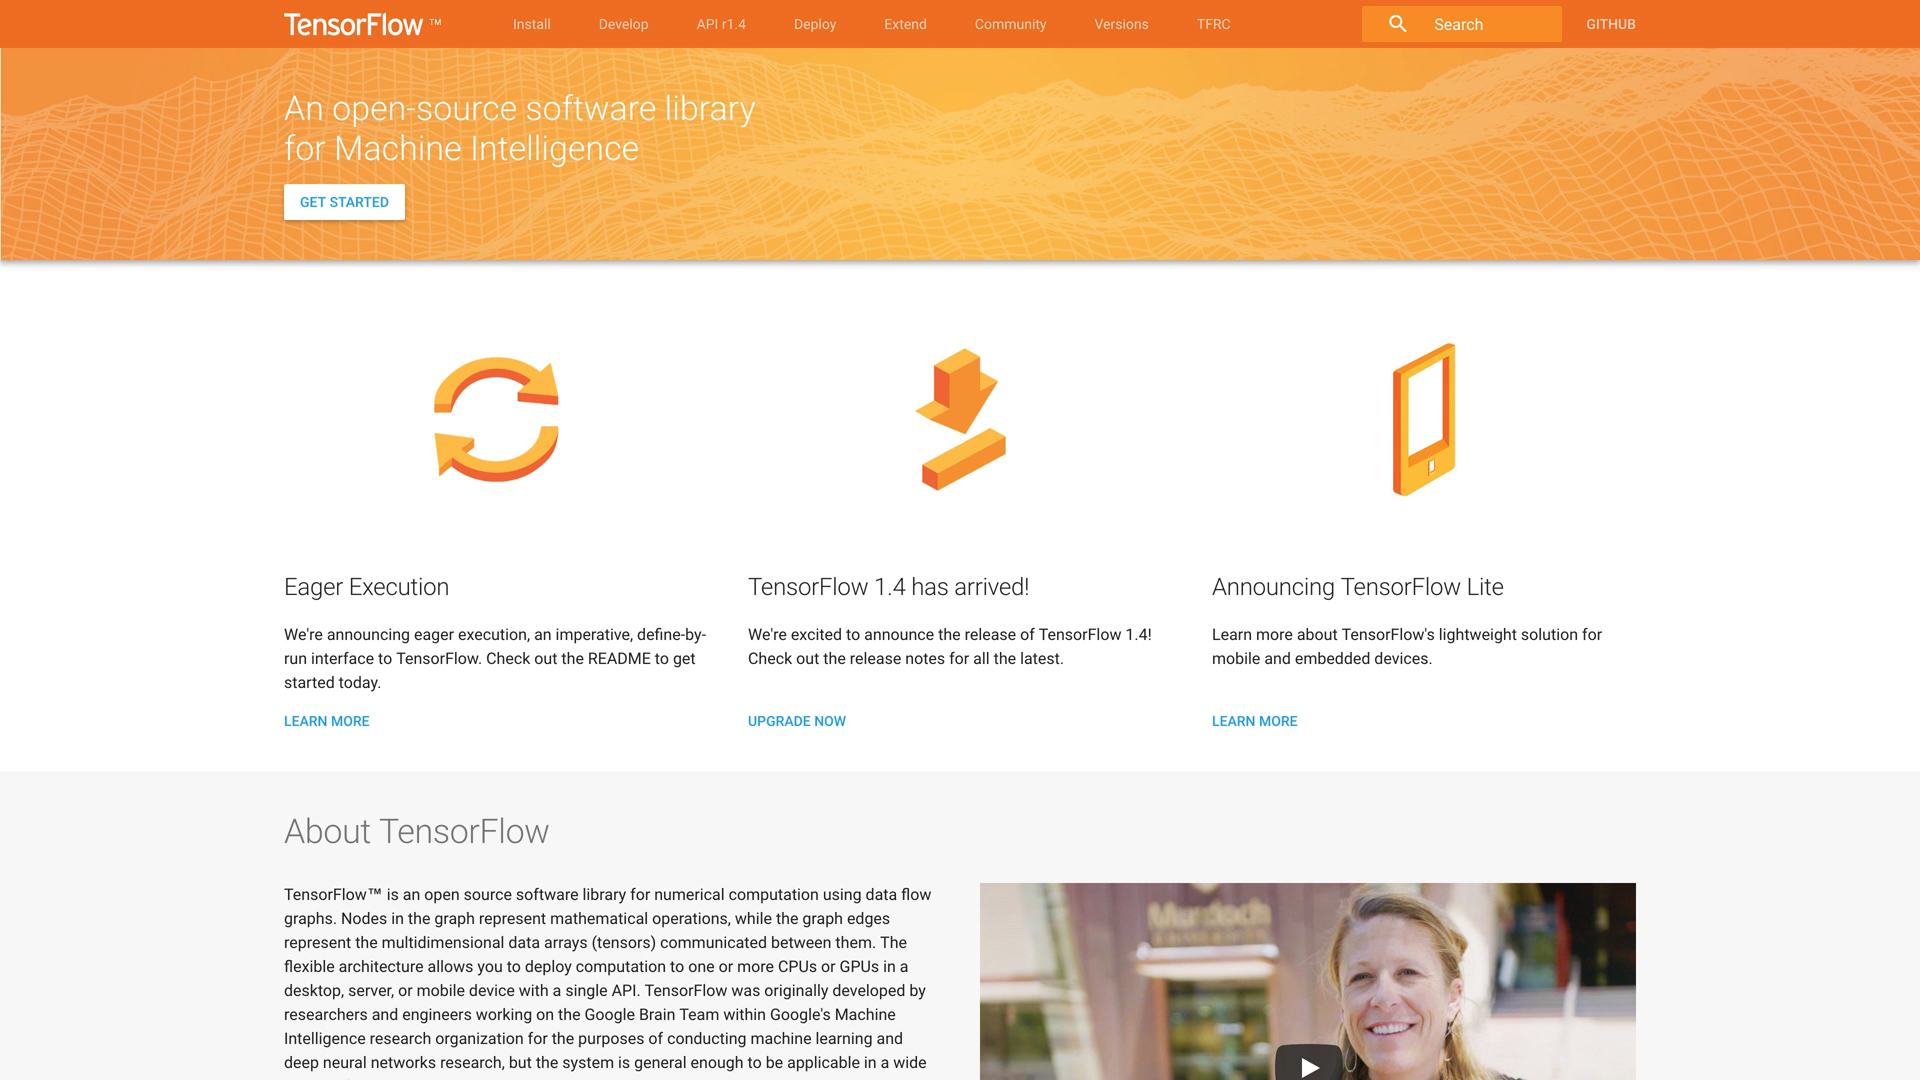 TensorFlow ™
Install
Develop
API r1.4
Deploy
Extend
Community
Versions
TFRC
Search
GITHUB
An open-source software library
for Machine Intelligence
GET STARTED
Eager Execution
We're announcing eager execution, an imperative, define-by-
run interface to TensorFlow. Check out the README to get
started today.
LEARN MORE
TensorFlow 1.4 has arrived!
We're excited to announce the release of TensorFlow 1.4!
Check out the release notes for all the latest.
UPGRADE NOW
Announcing TensorFlow Lite
Learn more about TensorFlow's lightweight solution for
mobile and embedded devices.
LEARN MORE
About TensorFlow
TensorFlow™ is an open source software library for numerical computation using data flow
graphs. Nodes in the graph represent mathematical operations, while the graph edges
represent the multidimensional data arrays (tensors) communicated between them. The
flexible architecture allows you to deploy computation to one or more CPUs or GPUs in a
desktop, server, or mobile device with a single API. TensorFlow was originally developed by
researchers and engineers working on the Google Brain Team within Google's Machine
Intelligence research organization for the purposes of conducting machine learning and
deep neural networks research, but the system is general enough to be applicable in a wide
Murdoch
UNIVERSITY